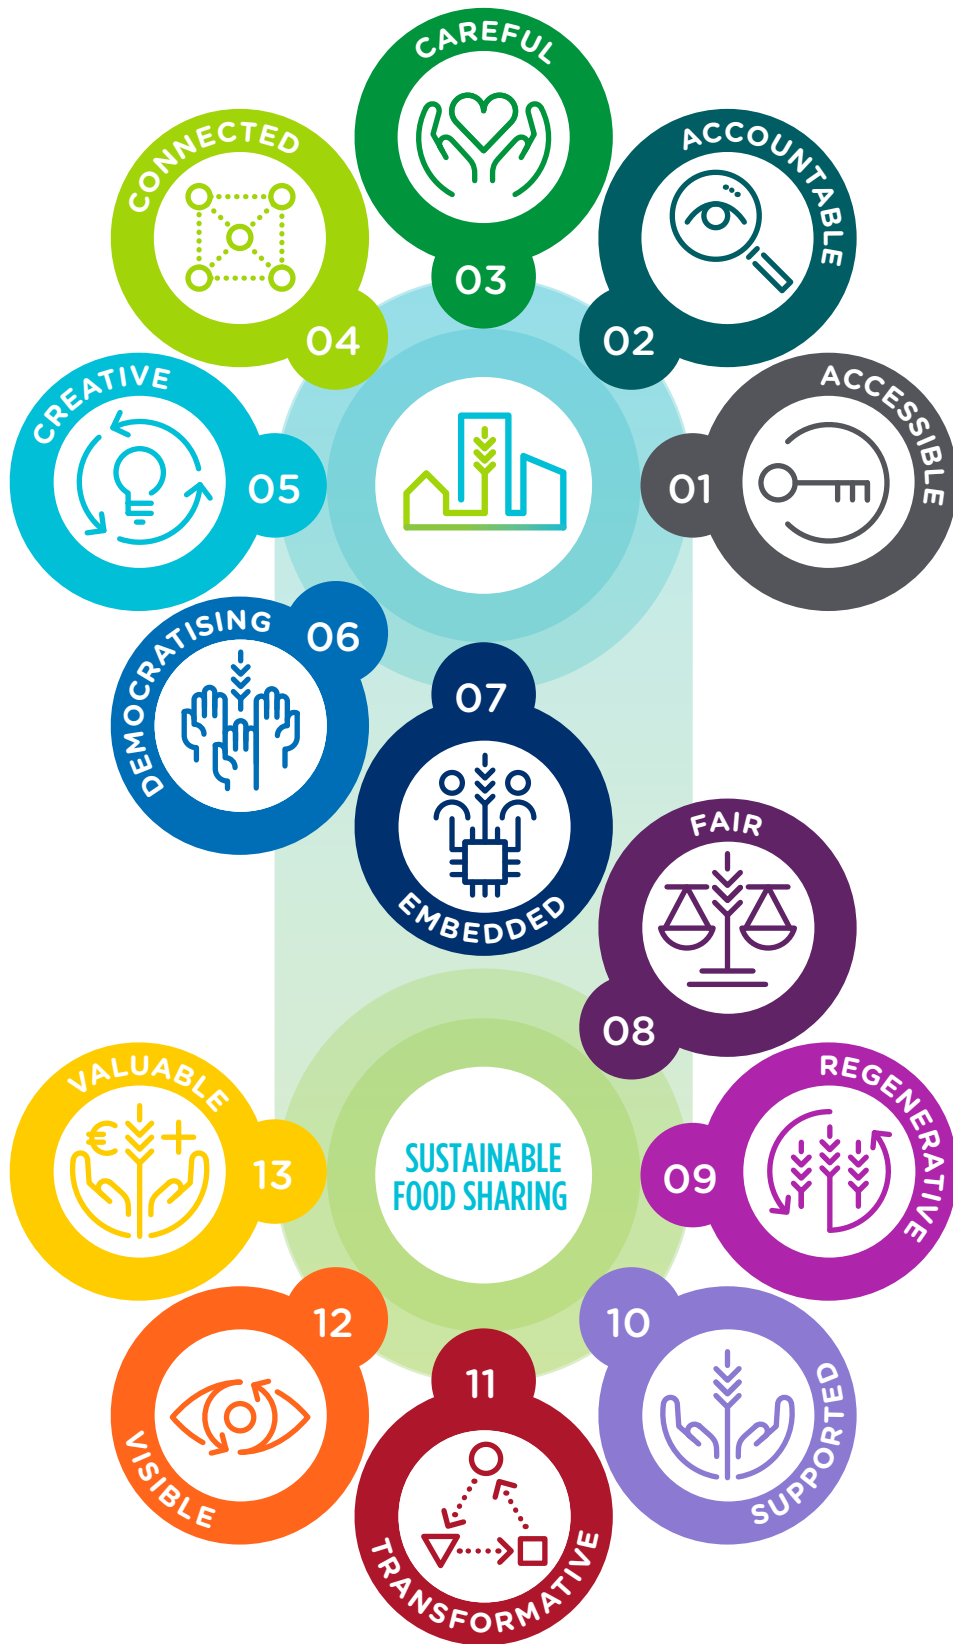 CAREFUL
03
ACCOUNTABLE
02
CONNECTED
04
ACCESSIBLE
01
CREATIVE
05
DEMOCRATISING
06
07
EMBEDDED
FAIR
08
REGENERATIVE
09
VALUABLE
€ +
13
SUSTAINABLE
FOOD SHARING
10
SUPPORTED
12
VISIBLE
11
TRANSFORMATIVE